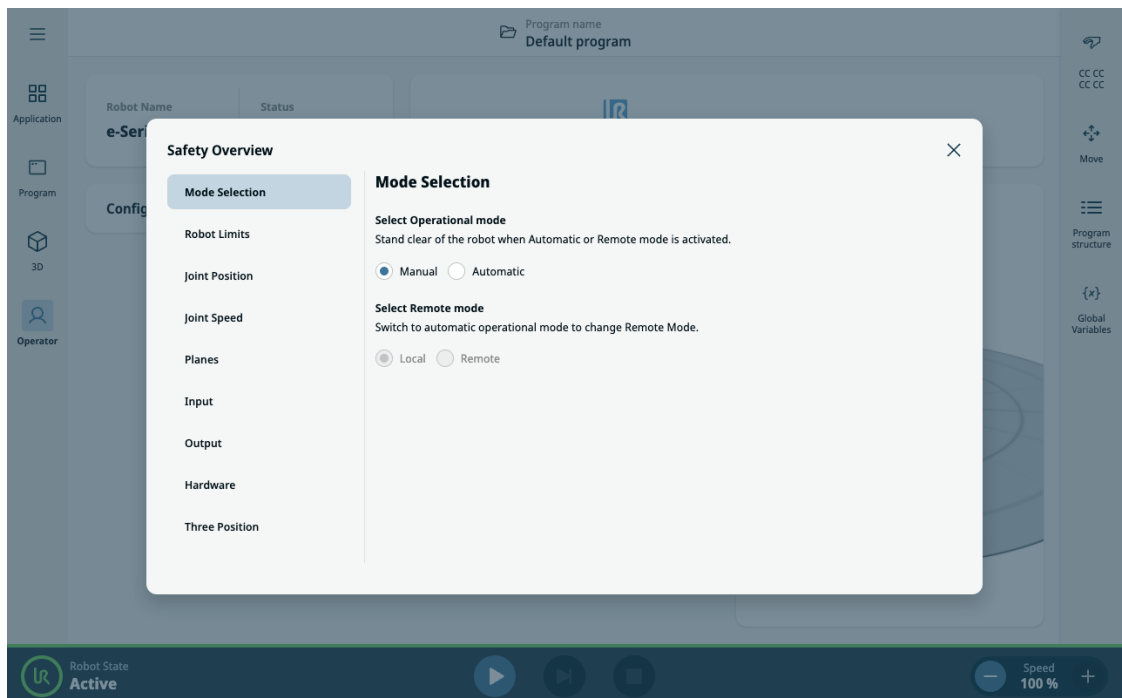 Program name
Default program
Application
Program
3D
Operator
Robot Name
Status
e-Seri
Config
Safety Overview
Mode Selection
Robot Limits
Joint Position
Joint Speed
Planes
Input
Output
Hardware
Three Position
Mode Selection
Select Operational mode
Stand clear of the robot when Automatic or Remote mode is activated.
Manual Automatic
Select Remote mode
Switch to automatic operational mode to change Remote Mode.
Local Remote
CC CC
CC CC
Move
Program
structure
{x}
Global
Variables
Robot State
Active
Speed
100 %